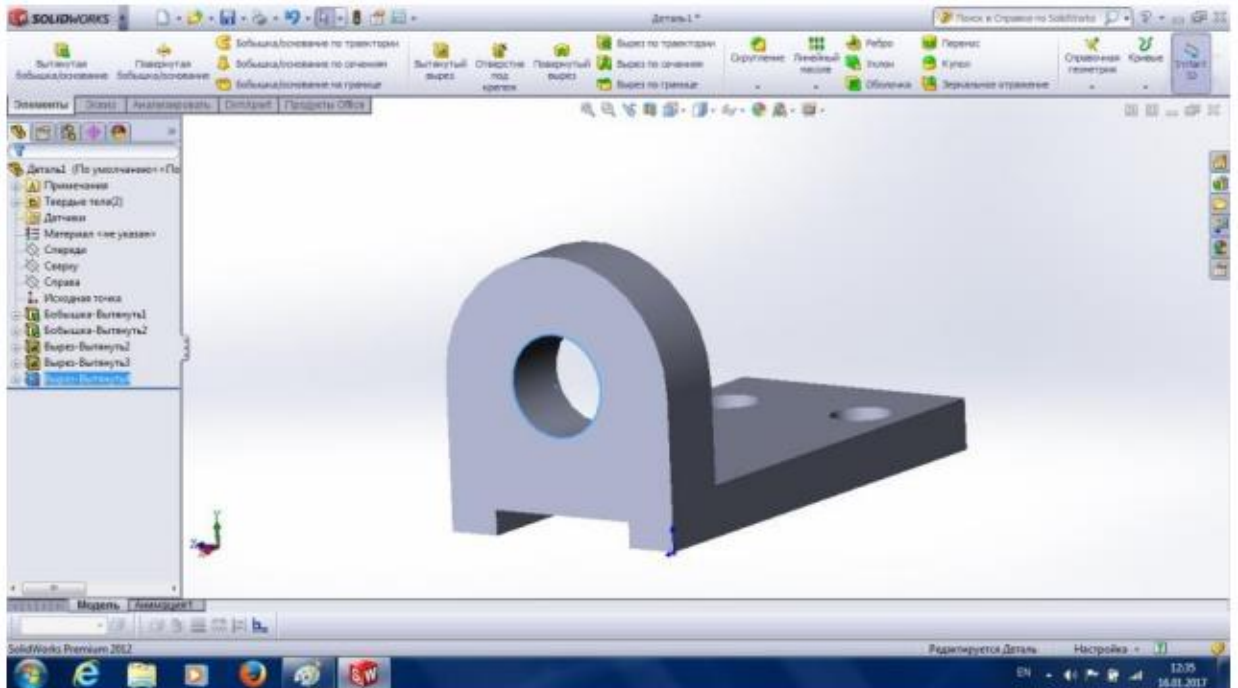 SOLIDWORKS
Деталь1 *
Поиск в Справке по SolidWorks
Вытянутая бобышка/основание
Повернутая бобышка/основание
Бобышка/основание по траектории
Бобышка/основание по сечениям
Бобышка/основание на границе
Вытянутый вырез
Отверстие под крепеж
Повернутый вырез
Вырез по траектории
Вырез по сечениям
Вырез по границе
Скругление
Линейный массив
Ребро
Уклон
Оболочка
Перенос
Купол
Зеркальное отражение
Справочная геометрия
Кривые
Instant 3D
Элементы
Эскиз
Анализировать
DimXpert
Продукты Office
Деталь1 (По умолчанию<<По
Примечания
Твердые тела(2)
Датчики
Материал <не указан>
Спереди
Сверху
Справа
Исходная точка
Бобышка-Вытянуть1
Бобышка-Вытянуть2
Вырез-Вытянуть2
Вырез-Вытянуть3
Y
Z
Модель
Анимация1
SolidWorks Premium 2012
Редактируется Деталь
Настройка
EN
12:35
16.01.2017